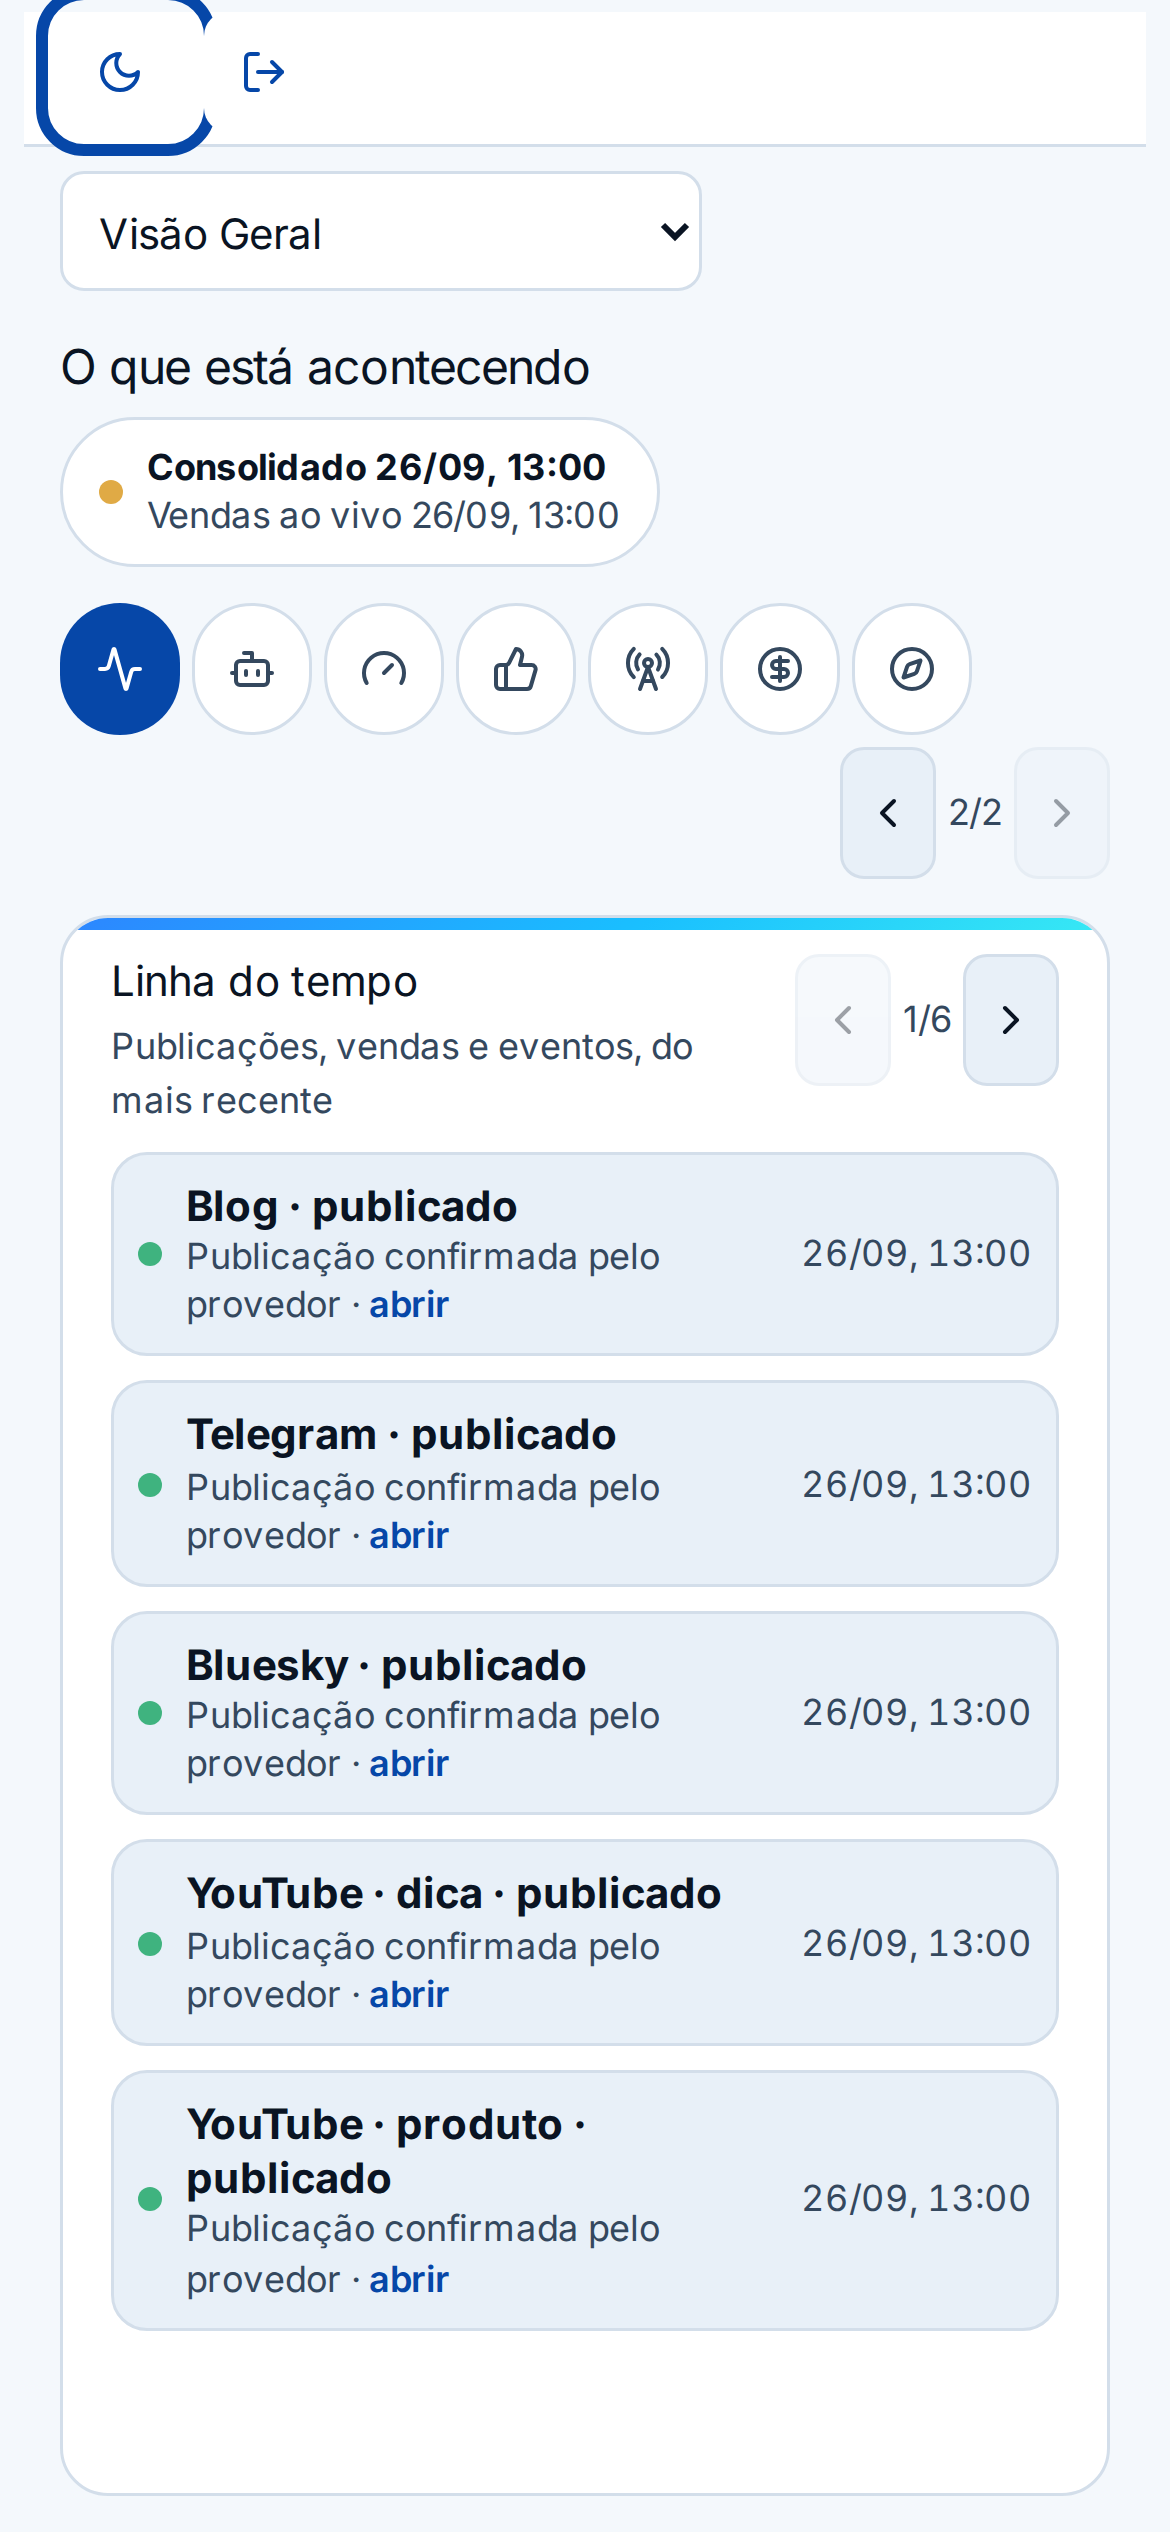 Visão Geral
O que está acontecendo
Consolidado 26/09, 13:00
Vendas ao vivo 26/09, 13:00
2/2
Linha do tempo
1/6
Publicações, vendas e eventos, do
mais recente
Blog · publicado
Publicação confirmada pelo
provedor · abrir
26/09, 13:00
Telegram · publicado
Publicação confirmada pelo
provedor · abrir
26/09, 13:00
Bluesky · publicado
Publicação confirmada pelo
provedor · abrir
26/09, 13:00
YouTube · dica · publicado
Publicação confirmada pelo
provedor · abrir
26/09, 13:00
YouTube · produto ·
publicado
Publicação confirmada pelo
provedor · abrir
26/09, 13:00